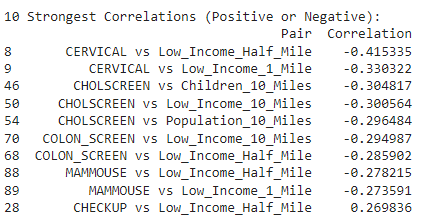 10 Strongest Correlations (Positive or Negative):
Pair Correlation
8 CERVICAL vs Low_Income_Half_Mile -0.415335
9 CERVICAL vs Low_Income_1_Mile -0.330322
46 CHOLSCREEN vs Children_10_Miles -0.304817
50 CHOLSCREEN vs Low_Income_10_Miles -0.300564
54 CHOLSCREEN vs Population_10_Miles -0.296484
70 COLON_SCREEN vs Low_Income_10_Miles -0.294987
68 COLON_SCREEN vs Low_Income_Half_Mile -0.285902
88 MAMMOUSE vs Low_Income_Half_Mile -0.278215
89 MAMMOUSE vs Low_Income_1_Mile -0.273591
28 CHECKUP vs Low_Income_Half_Mile 0.269836